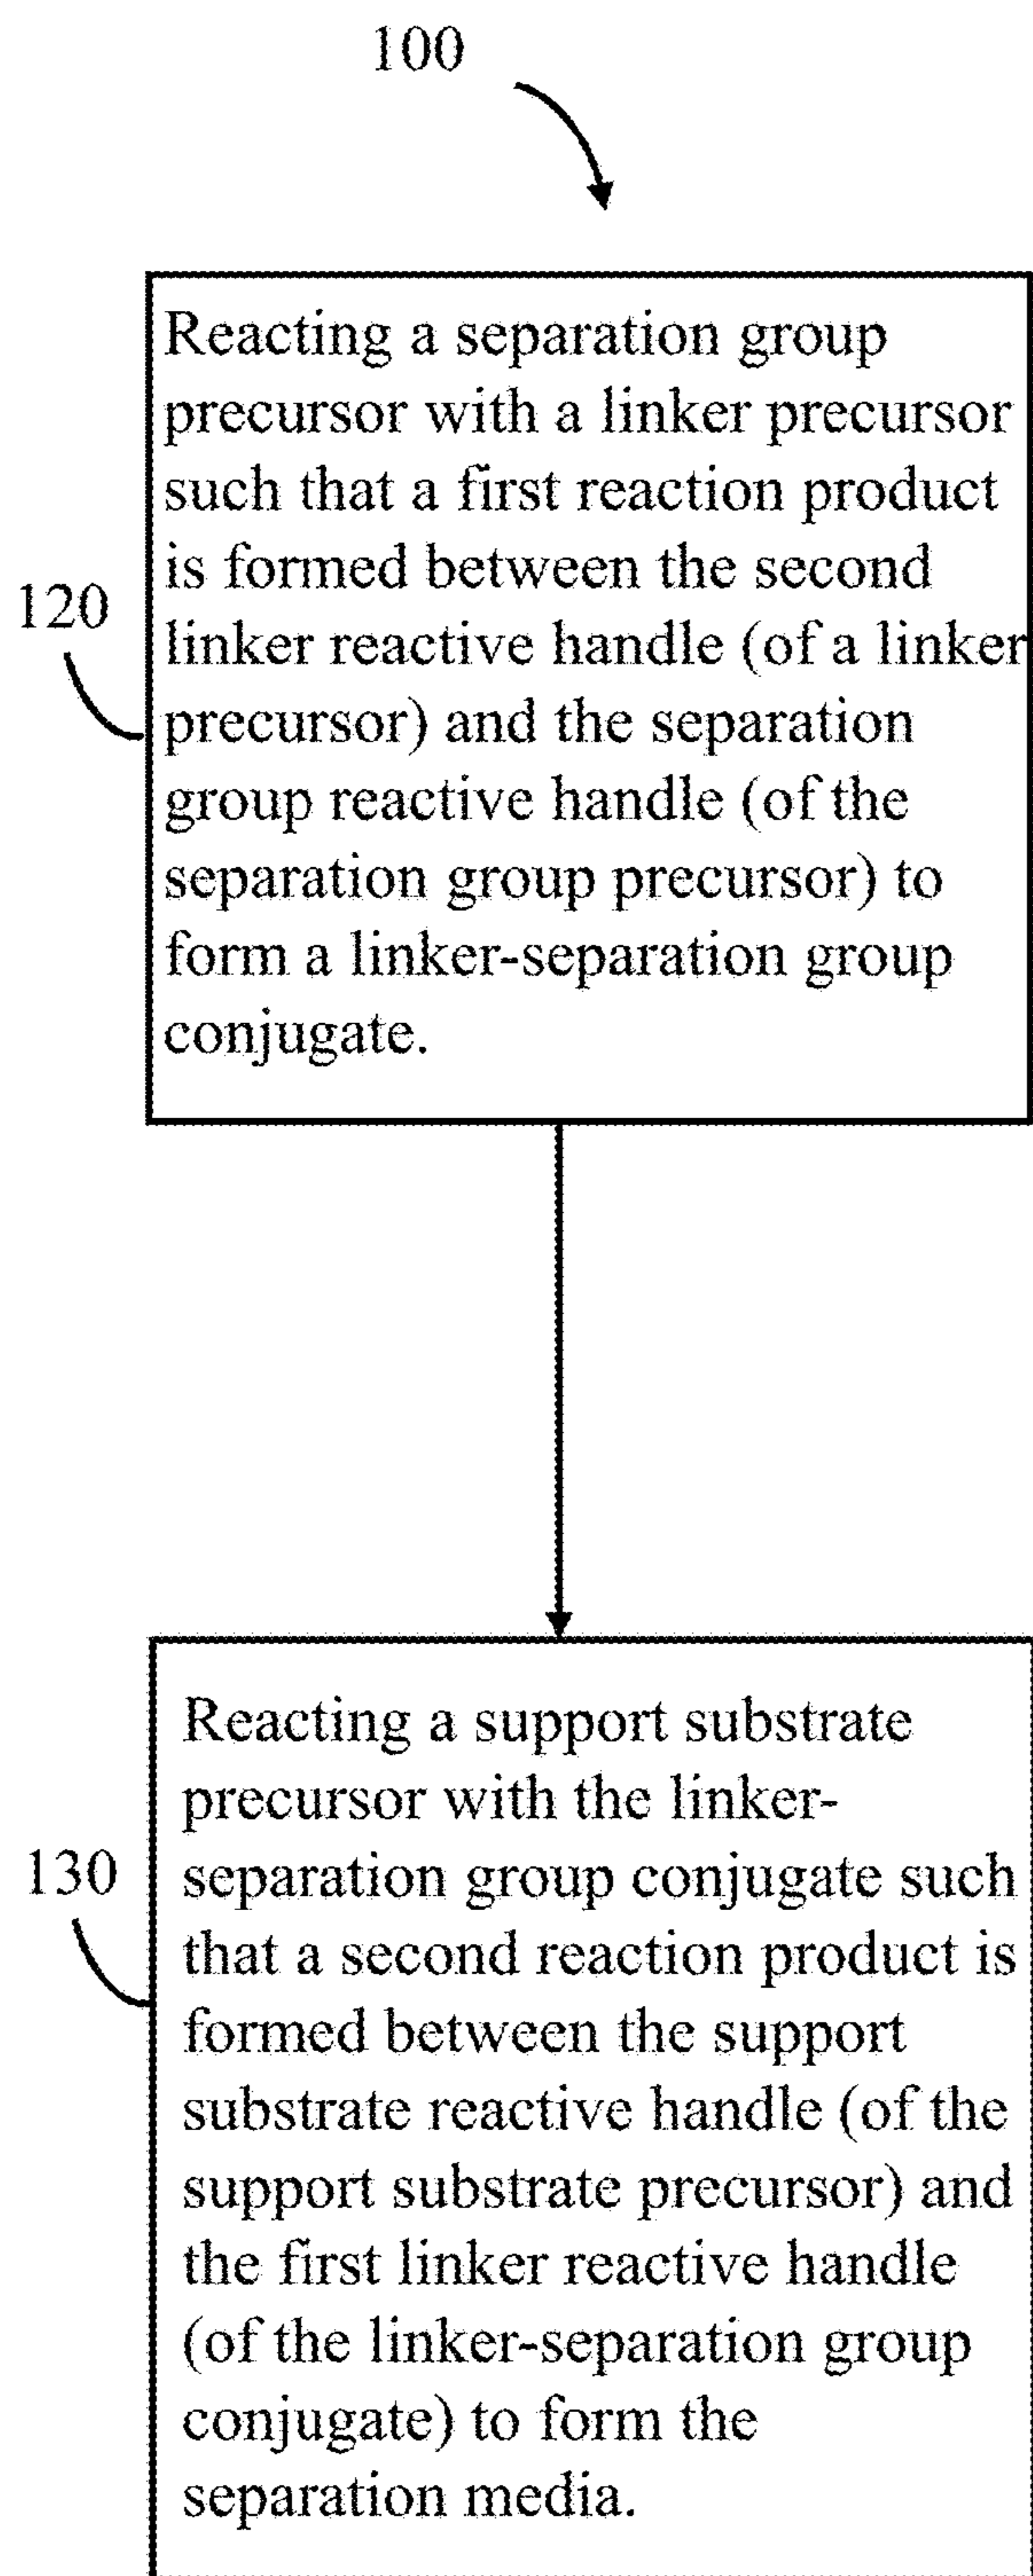 100
Reacting a separation group
precursor with a linker precursor
such that a first reaction product
is formed between the second
120
linker reactive handle (of a linker
precursor) and the separation
group reactive handle (of the
separation group precursor) to
form a linker-separation group
conjugate.
Reacting a support substrate
precursor with the linker-
130
separation group conjugate such
that a second reaction product is
formed between the support
substrate reactive handle (of the
support substrate precursor) and
the first linker reactive handle
(of the linker-separation group
conjugate) to form the
separation media.